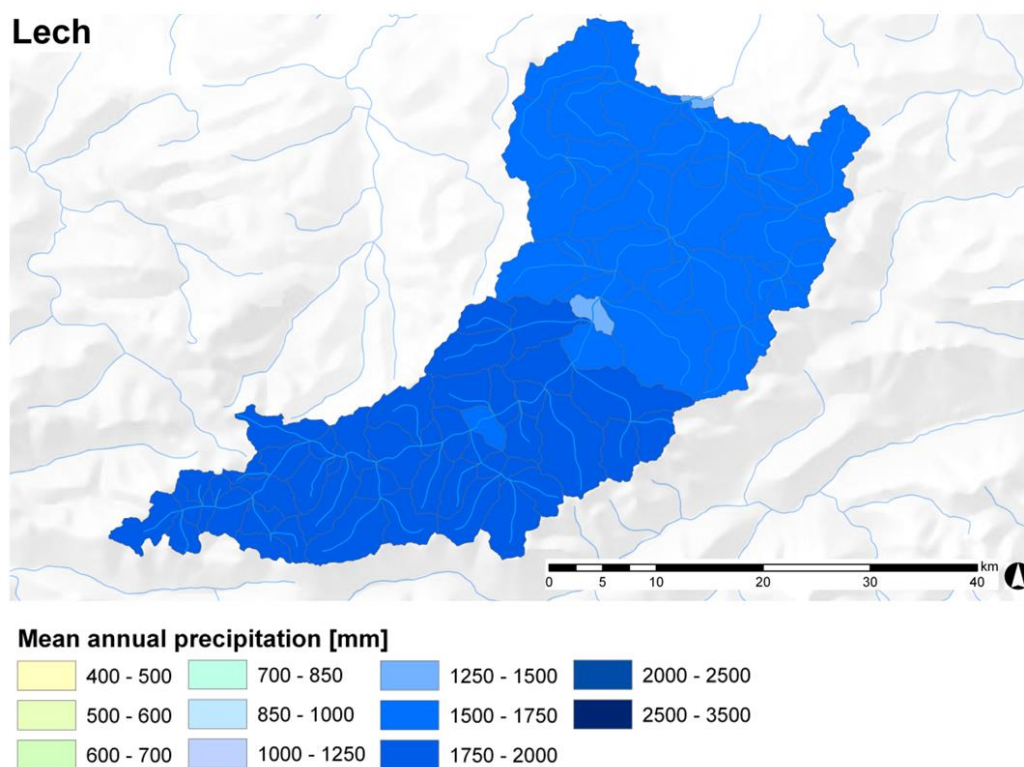 Lech
km
0 5 10 20 30 40
Mean annual precipitation [mm]
400 - 500 700 - 850 1250 - 1500 2000 - 2500
500 - 600 850 - 1000 1500 - 1750 2500 - 3500
600 - 700 1000 - 1250 1750 - 2000